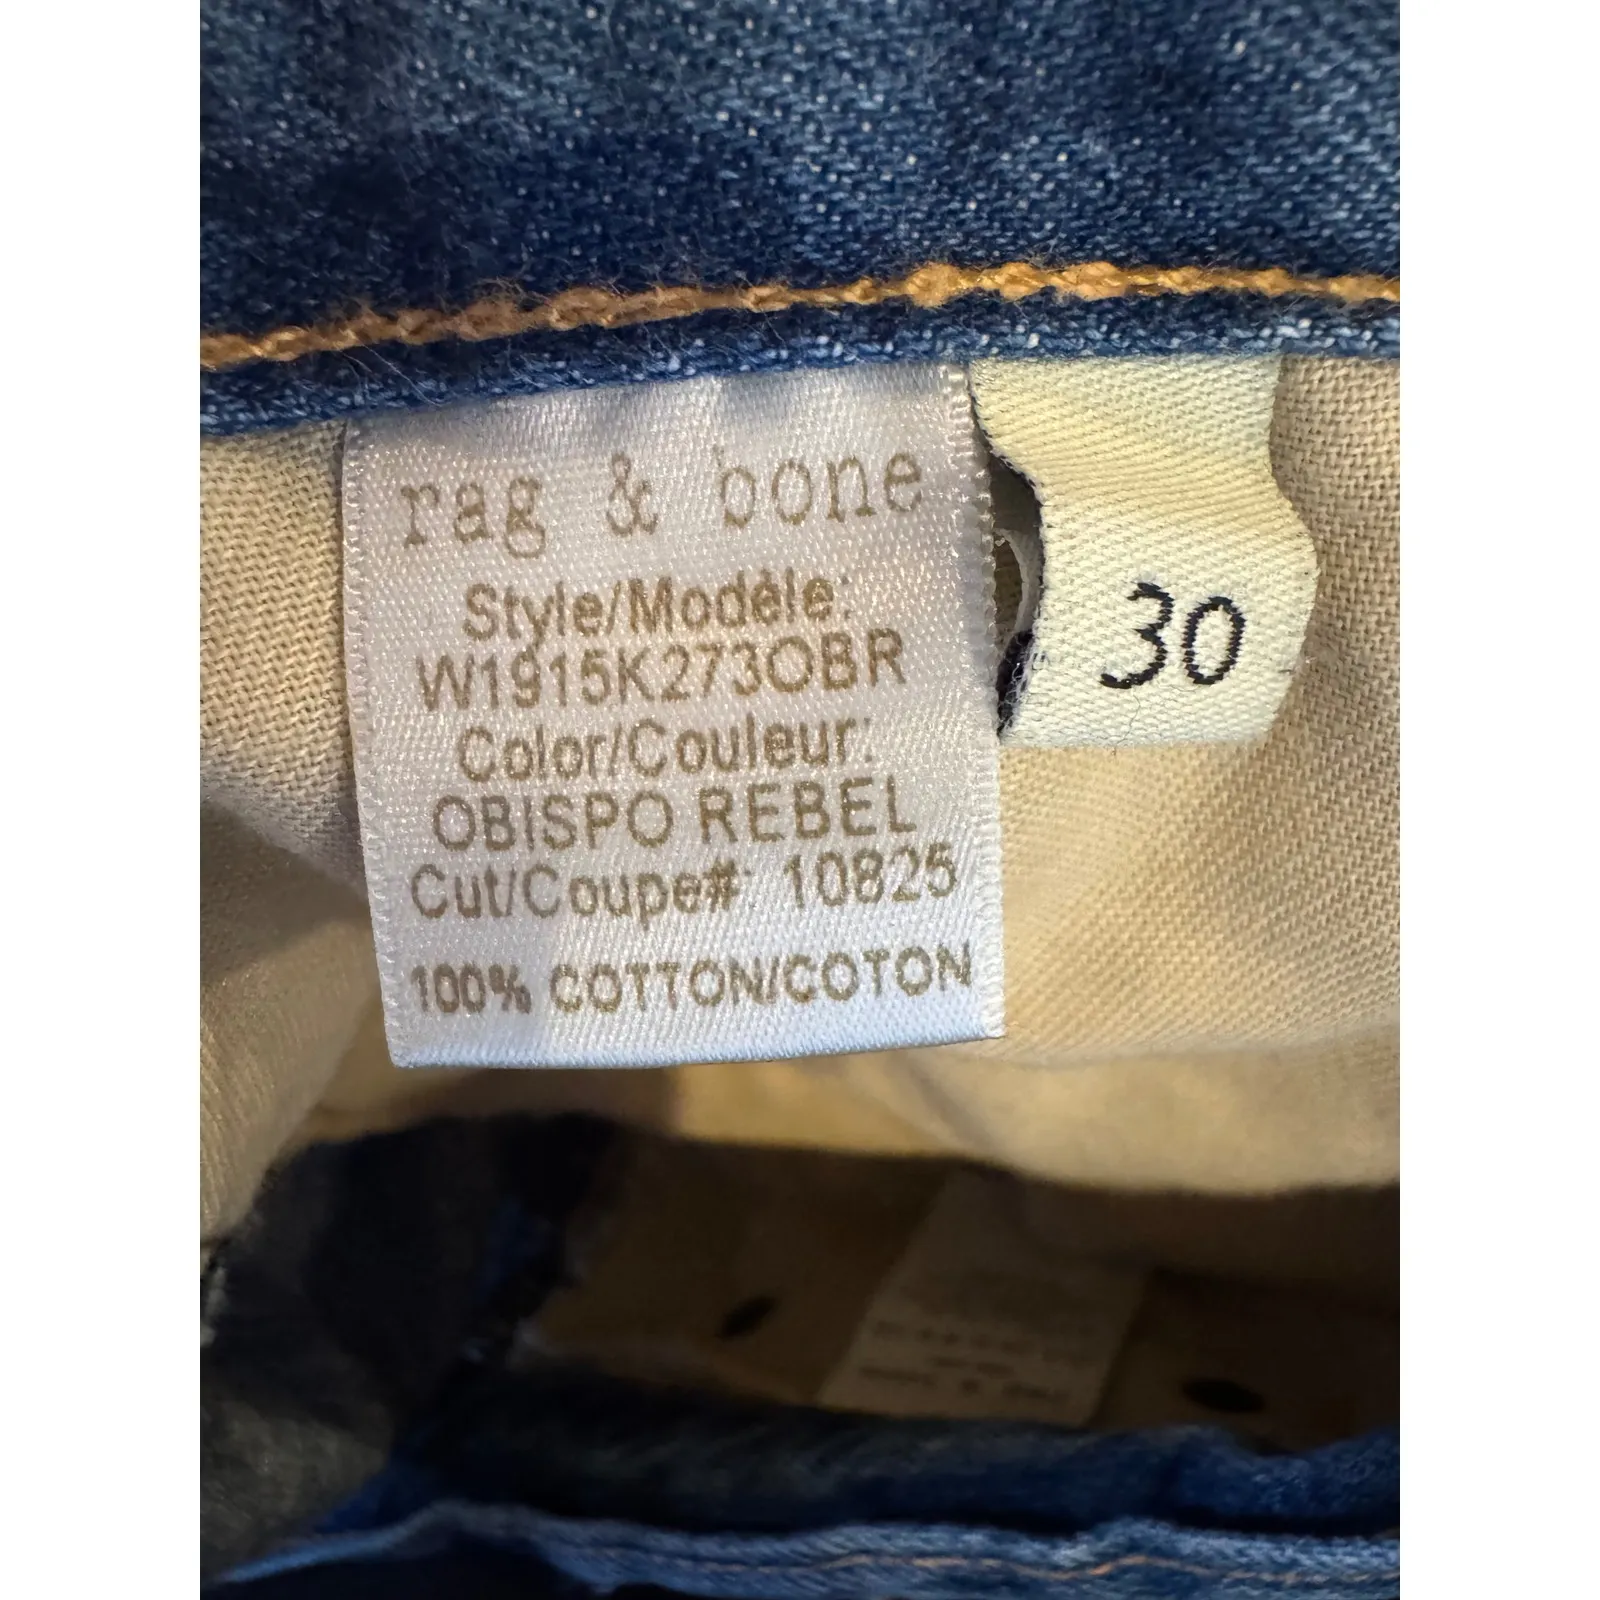 rag & bone
Style/Modèle:
W1915K273OBR
Color/Couleur:
OBISPO REBEL
Cut/Coupe#: 10825
100% COTTON/COTON
30